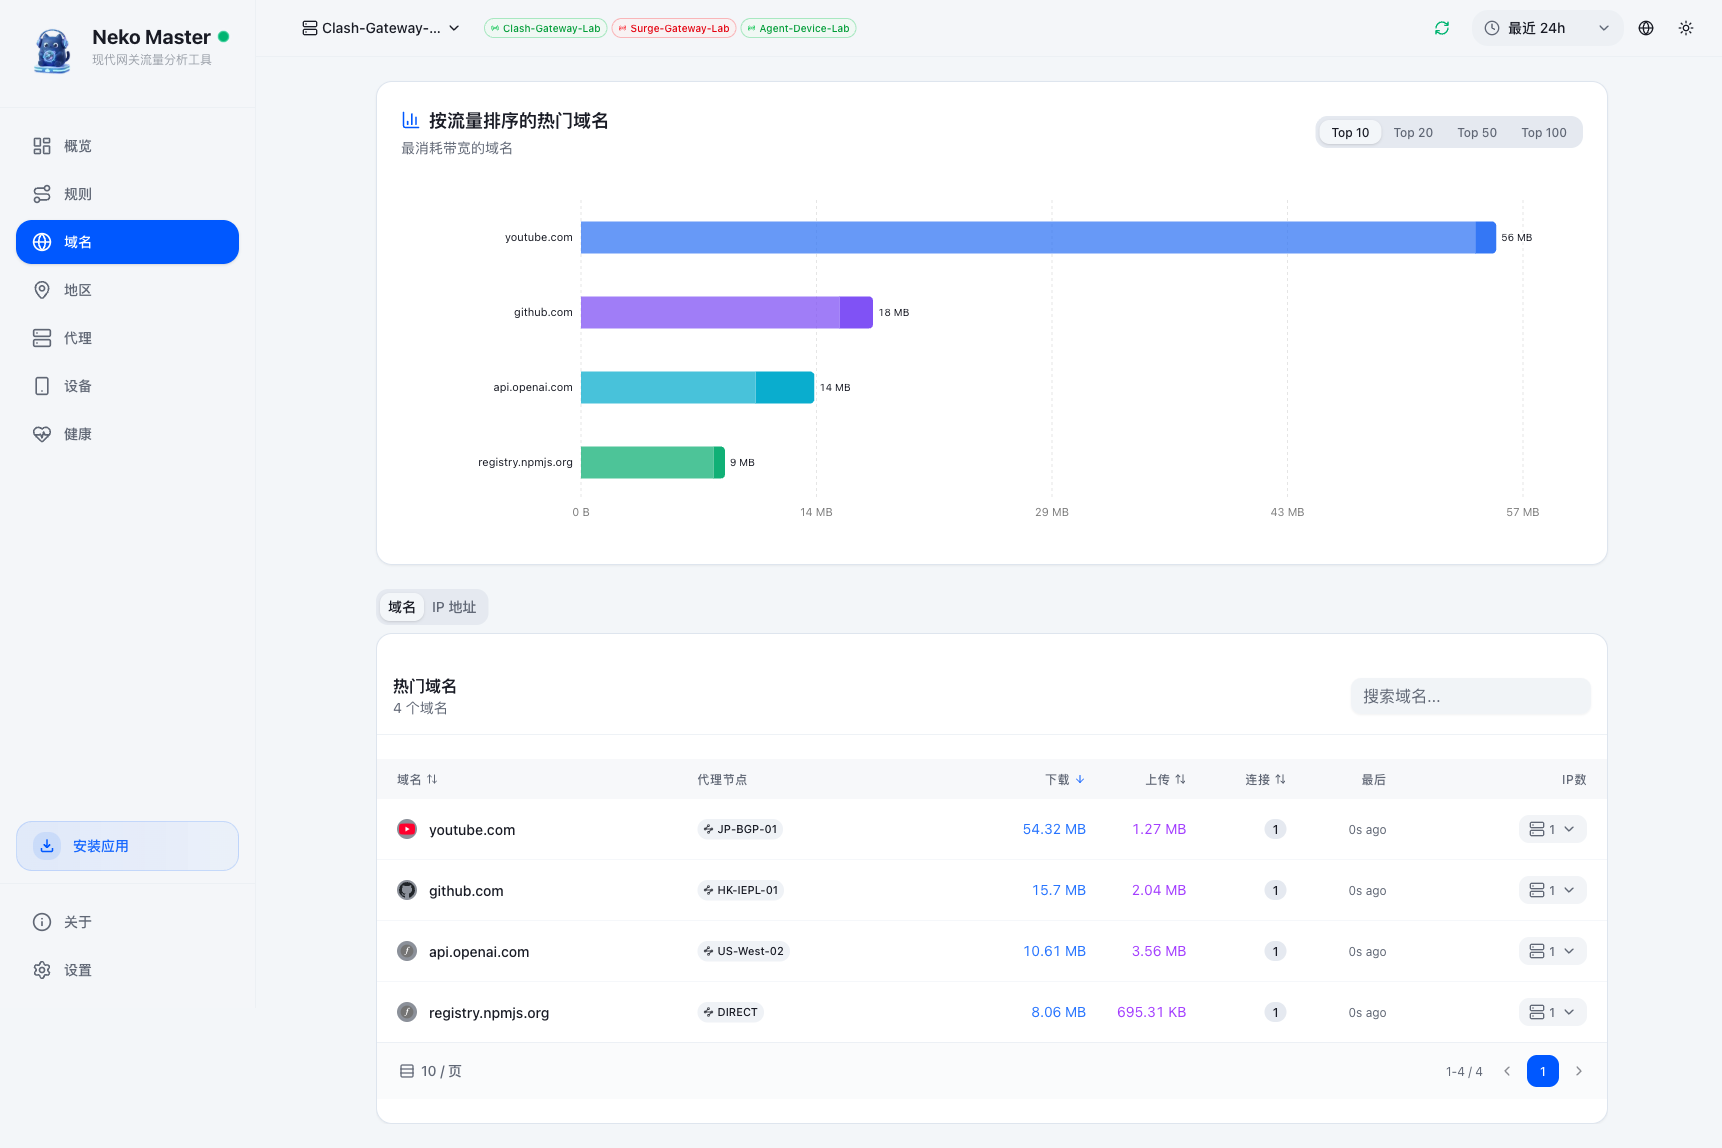 Neko Master
现代网关流量分析工具
概览
规则
域名
地区
代理
设备
健康
安装应用
关于
设置
Clash-Gateway-...
Clash-Gateway-Lab
Surge-Gateway-Lab
Agent-Device-Lab
最近 24h
按流量排序的热门域名
最消耗带宽的域名
Top 10
Top 20
Top 50
Top 100
youtube.com
56 MB
github.com
18 MB
api.openai.com
14 MB
registry.npmjs.org
9 MB
0 B
14 MB
29 MB
43 MB
57 MB
域名
IP 地址
热门域名
4 个域名
搜索域名...
域名
代理节点
下载
上传
连接
最后
IP数
youtube.com
JP-BGP-01
54.32 MB
1.27 MB
1
0s ago
1
github.com
HK-IEPL-01
15.7 MB
2.04 MB
1
0s ago
1
api.openai.com
US-West-02
10.61 MB
3.56 MB
1
0s ago
1
registry.npmjs.org
DIRECT
8.06 MB
695.31 KB
1
0s ago
1
10 / 页
1-4 / 4
1